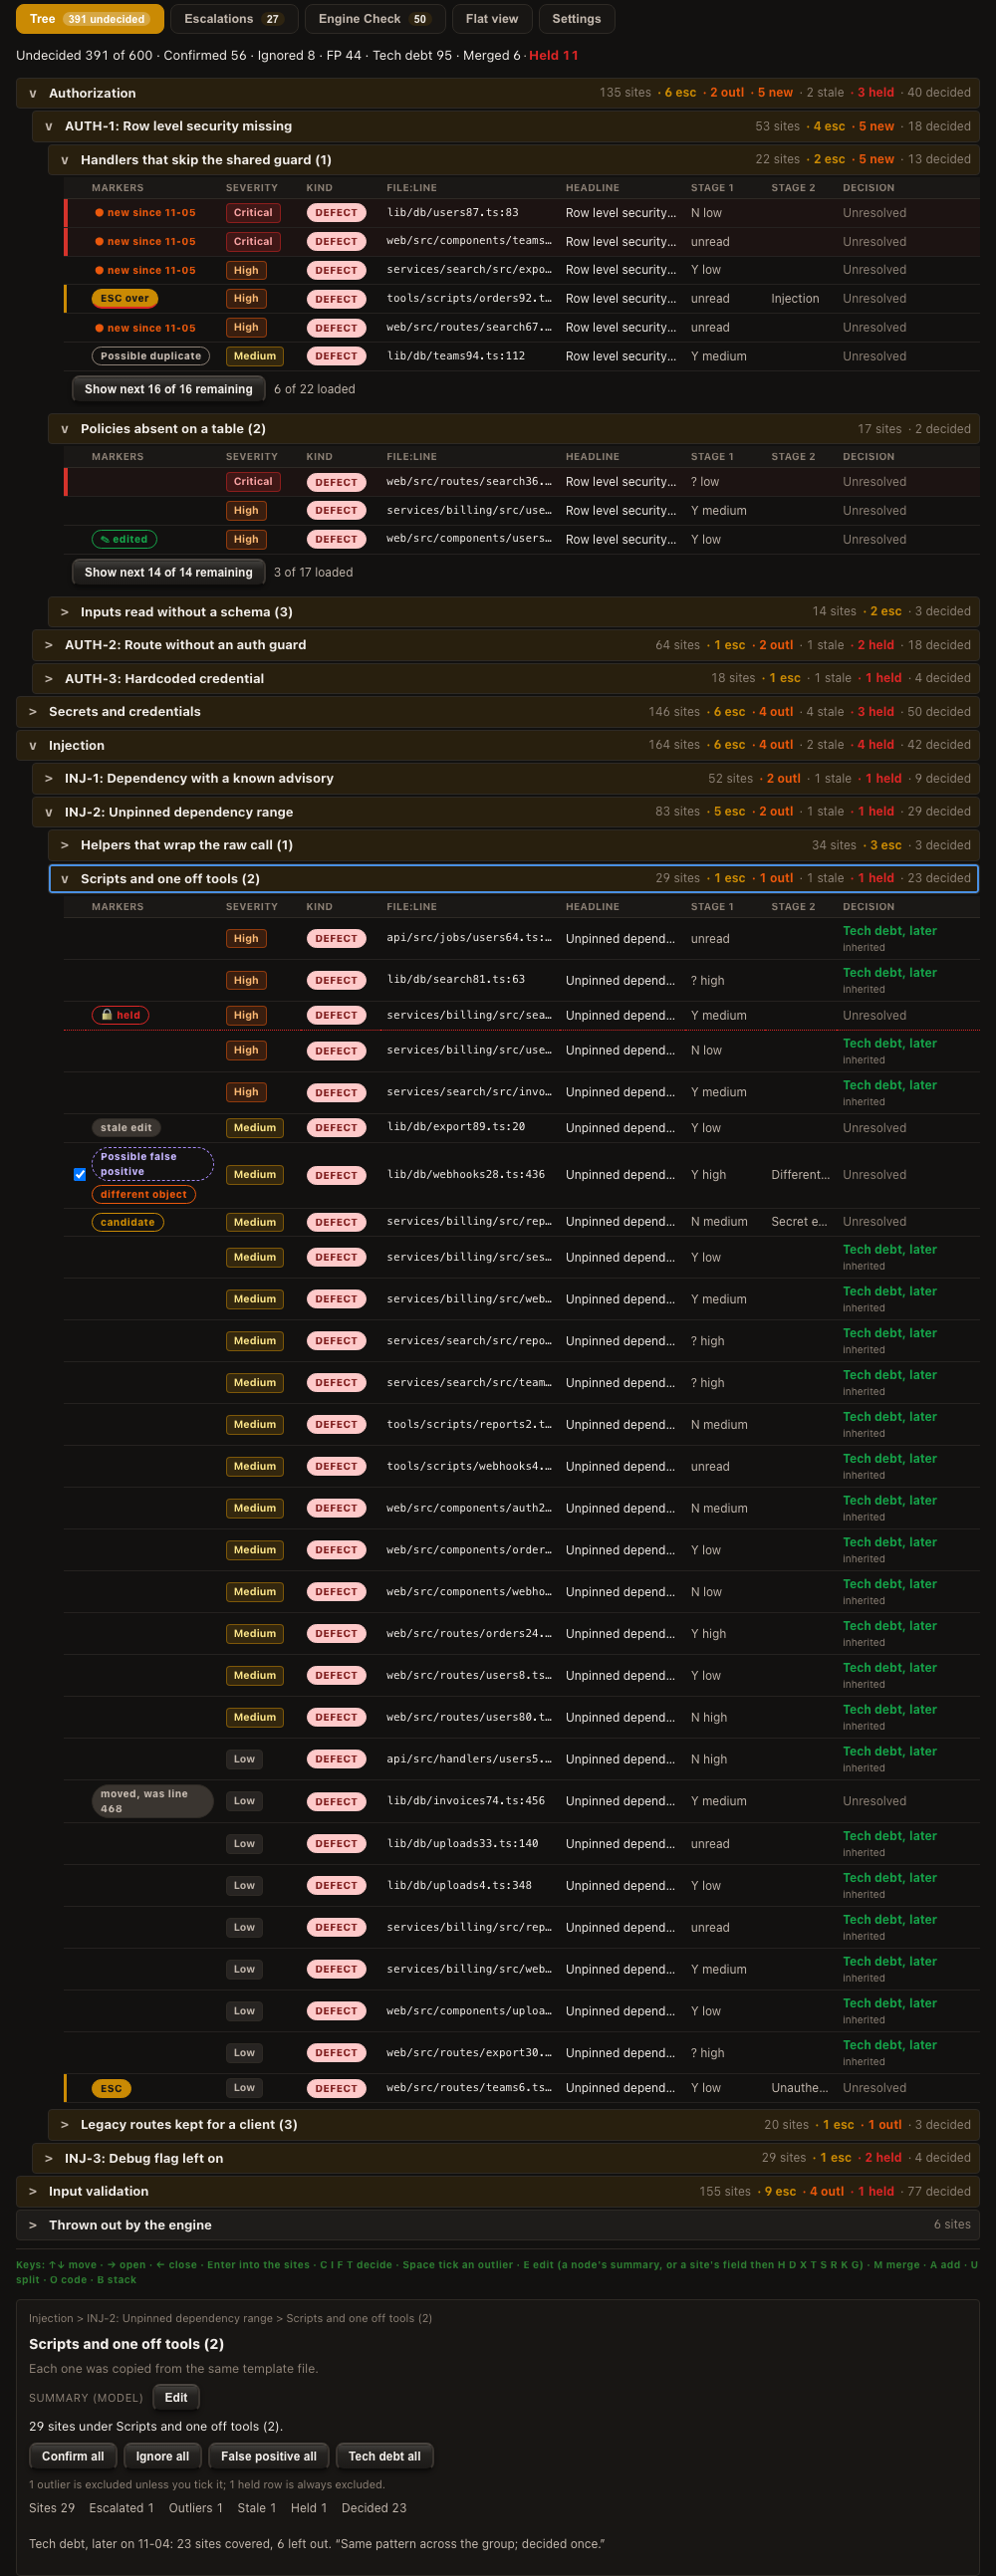 Tree 391 undecided Escalations 27 Engine Check 50 Flat view Settings
Undecided 391 of 600 · Confirmed 56 · Ignored 8 · FP 44 · Tech debt 95 · Merged 6 · Held 11
v Authorization 135 sites · 6 esc · 2 outl · 5 new · 2 stale · 3 held · 40 decided
v AUTH-1: Row level security missing 53 sites · 4 esc · 5 new · 18 decided
v Handlers that skip the shared guard (1) 22 sites · 2 esc · 5 new · 13 decided
MARKERS SEVERITY KIND FILE:LINE HEADLINE STAGE 1 STAGE 2 DECISION
● new since 11-05 Critical DEFECT lib/db/users87.ts:83 Row level security... N low Unresolved
● new since 11-05 Critical DEFECT web/src/components/teams... Row level security... unread Unresolved
● new since 11-05 High DEFECT services/search/src/expo... Row level security... Y low Unresolved
ESC over High DEFECT tools/scripts/orders92.t... Row level security... unread Injection Unresolved
● new since 11-05 High DEFECT web/src/routes/search67.... Row level security... unread Unresolved
Possible duplicate Medium DEFECT lib/db/teams94.ts:112 Row level security... Y medium Unresolved
Show next 16 of 16 remaining 6 of 22 loaded
v Policies absent on a table (2) 17 sites · 2 decided
MARKERS SEVERITY KIND FILE:LINE HEADLINE STAGE 1 STAGE 2 DECISION
Critical DEFECT web/src/routes/search36.... Row level security... ? low Unresolved
High DEFECT services/billing/src/use... Row level security... Y medium Unresolved
✎ edited High DEFECT web/src/components/users... Row level security... Y low Unresolved
Show next 14 of 14 remaining 3 of 17 loaded
> Inputs read without a schema (3) 14 sites · 2 esc · 3 decided
> AUTH-2: Route without an auth guard 64 sites · 1 esc · 2 outl · 1 stale · 2 held · 18 decided
> AUTH-3: Hardcoded credential 18 sites · 1 esc · 1 stale · 1 held · 4 decided
> Secrets and credentials 146 sites · 6 esc · 4 outl · 4 stale · 3 held · 50 decided
v Injection 164 sites · 6 esc · 4 outl · 2 stale · 4 held · 42 decided
> INJ-1: Dependency with a known advisory 52 sites · 2 outl · 1 stale · 1 held · 9 decided
v INJ-2: Unpinned dependency range 83 sites · 5 esc · 2 outl · 1 stale · 1 held · 29 decided
> Helpers that wrap the raw call (1) 34 sites · 3 esc · 3 decided
v Scripts and one off tools (2) 29 sites · 1 esc · 1 outl · 1 stale · 1 held · 23 decided
MARKERS SEVERITY KIND FILE:LINE HEADLINE STAGE 1 STAGE 2 DECISION
High DEFECT api/src/jobs/users64.ts:... Unpinned depend... unread Tech debt, later
inherited
High DEFECT lib/db/search81.ts:63 Unpinned depend... ? high Tech debt, later
inherited
🔒 held High DEFECT services/billing/src/sea... Unpinned depend... Y medium Unresolved
High DEFECT services/billing/src/use... Unpinned depend... N low Tech debt, later
inherited
High DEFECT services/search/src/invo... Unpinned depend... Y medium Tech debt, later
inherited
stale edit Medium DEFECT lib/db/export89.ts:20 Unpinned depend... Y low Unresolved
Possible false
positive
different object Medium DEFECT lib/db/webhooks28.ts:436 Unpinned depend... Y high Different... Unresolved
candidate Medium DEFECT services/billing/src/rep... Unpinned depend... N medium Secret e... Unresolved
Medium DEFECT services/billing/src/ses... Unpinned depend... Y low Tech debt, later
inherited
Medium DEFECT services/billing/src/web... Unpinned depend... Y medium Tech debt, later
inherited
Medium DEFECT services/search/src/repo... Unpinned depend... ? high Tech debt, later
inherited
Medium DEFECT services/search/src/team... Unpinned depend... ? high Tech debt, later
inherited
Medium DEFECT tools/scripts/reports2.t... Unpinned depend... N medium Tech debt, later
inherited
Medium DEFECT tools/scripts/webhooks4.... Unpinned depend... unread Tech debt, later
inherited
Medium DEFECT web/src/components/auth2... Unpinned depend... N medium Tech debt, later
inherited
Medium DEFECT web/src/components/order... Unpinned depend... Y low Tech debt, later
inherited
Medium DEFECT web/src/components/webho... Unpinned depend... N low Tech debt, later
inherited
Medium DEFECT web/src/routes/orders24.... Unpinned depend... Y high Tech debt, later
inherited
Medium DEFECT web/src/routes/users8.ts... Unpinned depend... Y low Tech debt, later
inherited
Medium DEFECT web/src/routes/users80.t... Unpinned depend... N high Tech debt, later
inherited
Low DEFECT api/src/handlers/users5.... Unpinned depend... N high Tech debt, later
inherited
moved, was line
468 Low DEFECT lib/db/invoices74.ts:456 Unpinned depend... Y medium Unresolved
Low DEFECT lib/db/uploads33.ts:140 Unpinned depend... unread Tech debt, later
inherited
Low DEFECT lib/db/uploads4.ts:348 Unpinned depend... Y low Tech debt, later
inherited
Low DEFECT services/billing/src/rep... Unpinned depend... unread Tech debt, later
inherited
Low DEFECT services/billing/src/web... Unpinned depend... Y medium Tech debt, later
inherited
Low DEFECT web/src/components/uploa... Unpinned depend... Y low Tech debt, later
inherited
Low DEFECT web/src/routes/export30.... Unpinned depend... ? high Tech debt, later
inherited
ESC Low DEFECT web/src/routes/teams6.ts... Unpinned depend... Y low Unauthe... Unresolved
> Legacy routes kept for a client (3) 20 sites · 1 esc · 1 outl · 3 decided
> INJ-3: Debug flag left on 29 sites · 1 esc · 2 held · 4 decided
> Input validation 155 sites · 9 esc · 4 outl · 1 held · 77 decided
> Thrown out by the engine 6 sites
Keys: ↑↓ move · → open · ← close · Enter into the sites · C I F T decide · Space tick an outlier · E edit (a node's summary, or a site's field then H D X T S R K G) · M merge · A add · U
split · O code · B stack
Injection > INJ-2: Unpinned dependency range > Scripts and one off tools (2)
Scripts and one off tools (2)
Each one was copied from the same template file.
SUMMARY (MODEL) Edit
29 sites under Scripts and one off tools (2).
Confirm all Ignore all False positive all Tech debt all
1 outlier is excluded unless you tick it; 1 held row is always excluded.
Sites 29 Escalated 1 Outliers 1 Stale 1 Held 1 Decided 23
Tech debt, later on 11-04: 23 sites covered, 6 left out. "Same pattern across the group; decided once."